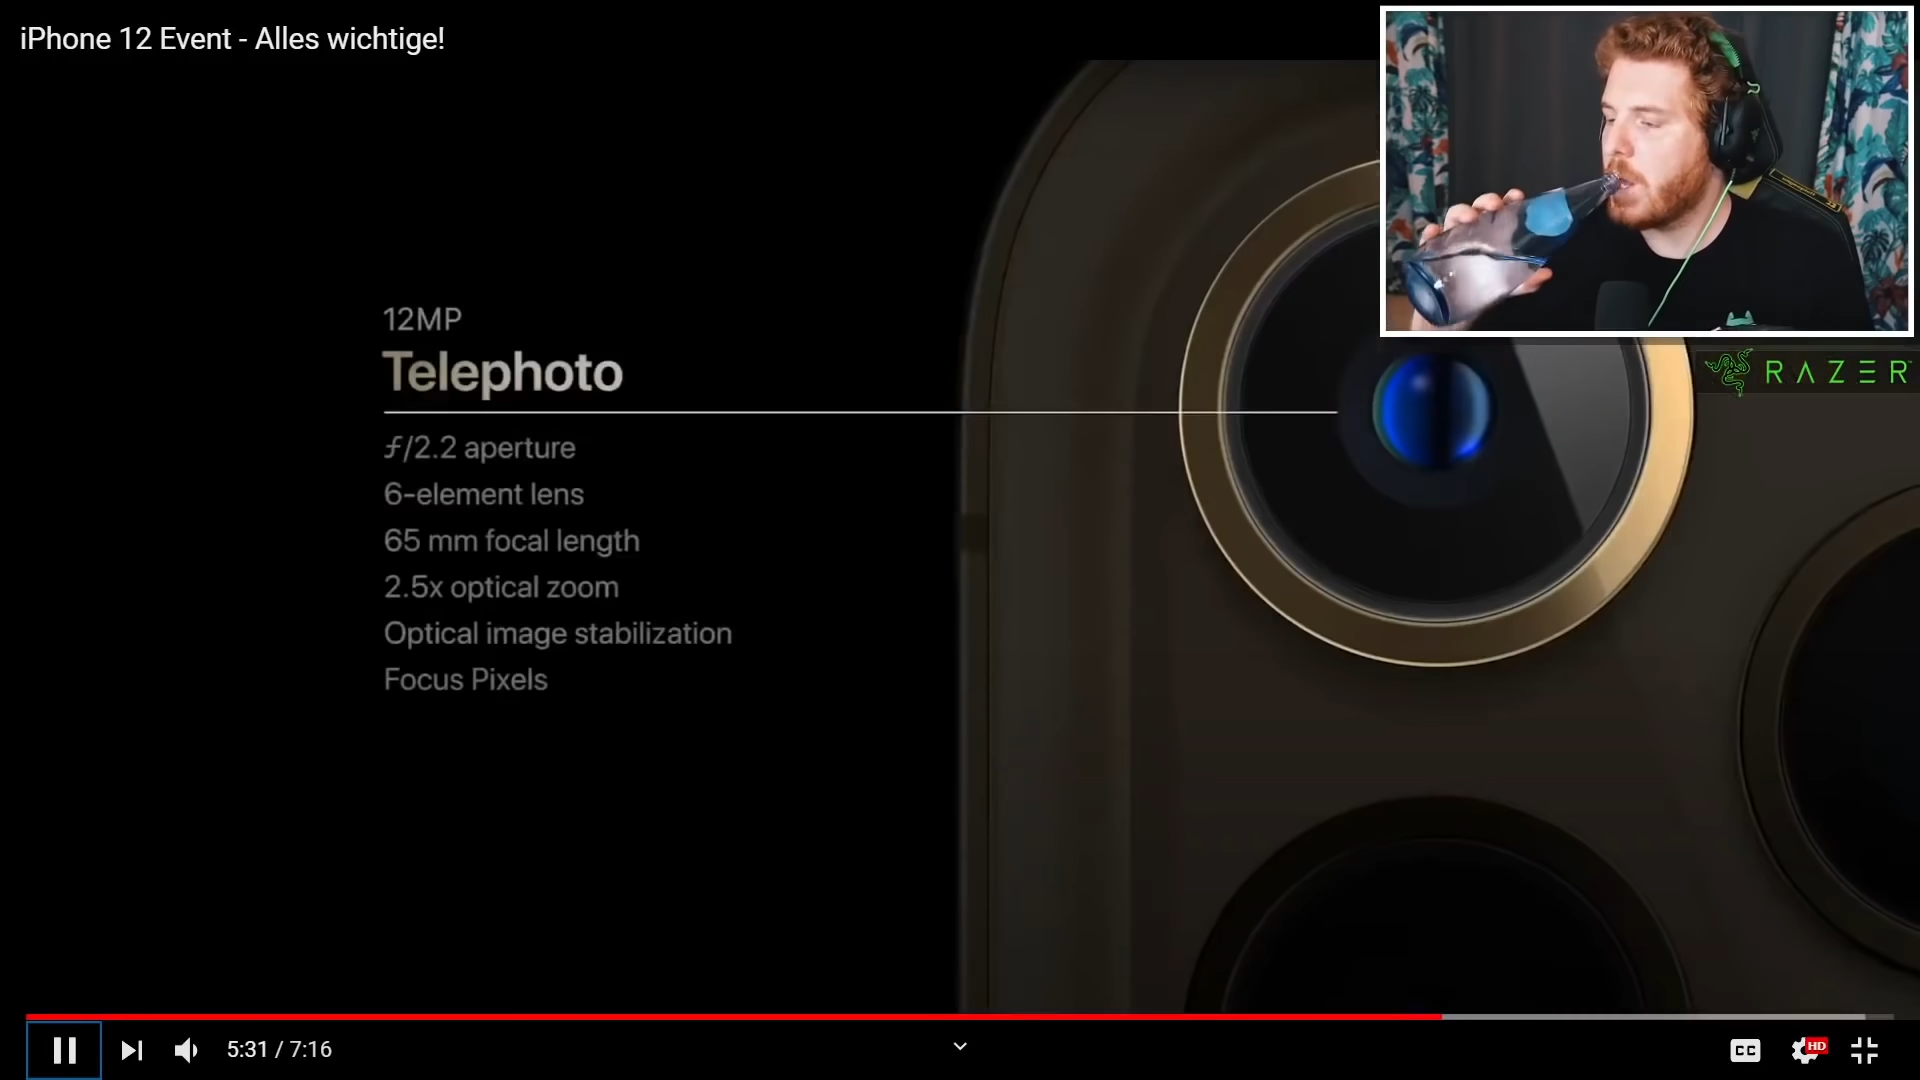 iPhone 12 Event - Alles wichtige!
12MP
Telephoto
ƒ/2.2 aperture
6-element lens
65 mm focal length
2.5x optical zoom
Optical image stabilization
Focus Pixels
RAZER
5:31 / 7:16
CC
HD